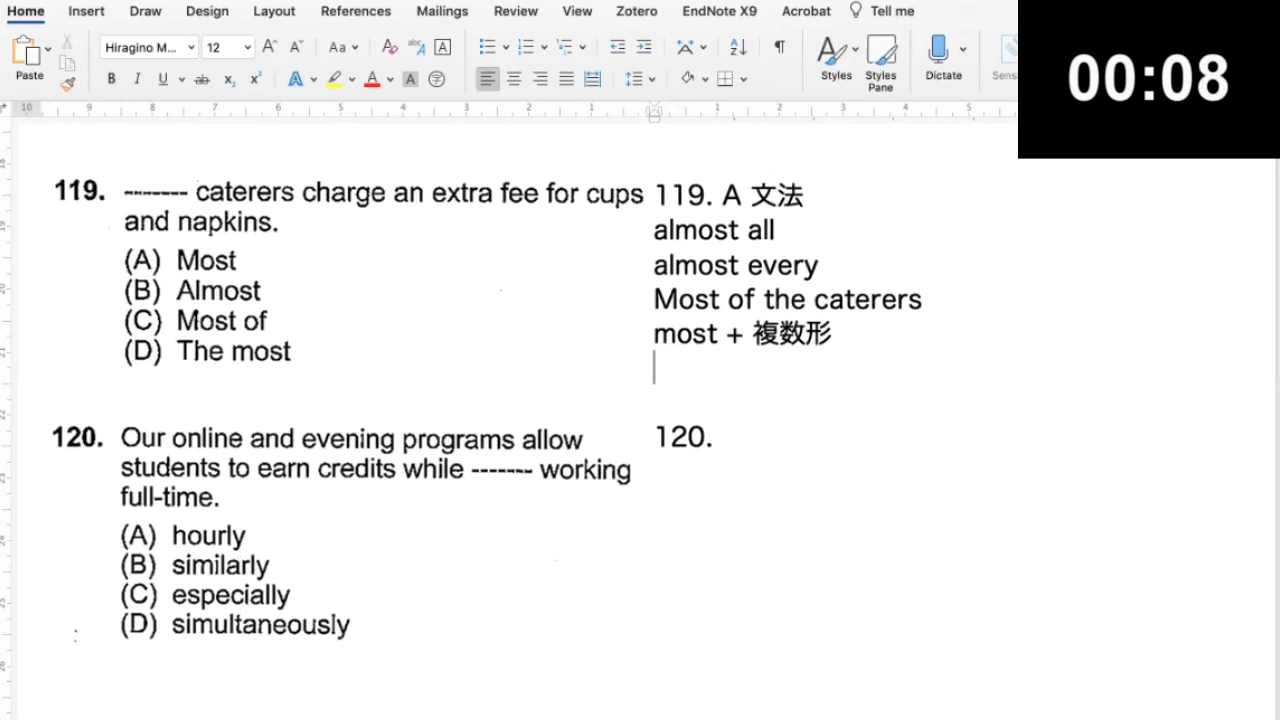 Home Insert Draw Design Layout References Mailings Review View Zotero EndNote X9 Acrobat Tell me
00:08
Paste
Hiragino M... 12
Styles
Styles Pane
Dictate
119. ------- caterers charge an extra fee for cups
and napkins.
(A) Most
(B) Almost
(C) Most of
(D) The most
119. A 文法
almost all
almost every
Most of the caterers
most + 複数形
120. Our online and evening programs allow
students to earn credits while ------- working
full-time.
(A) hourly
(B) similarly
(C) especially
(D) simultaneously
120.